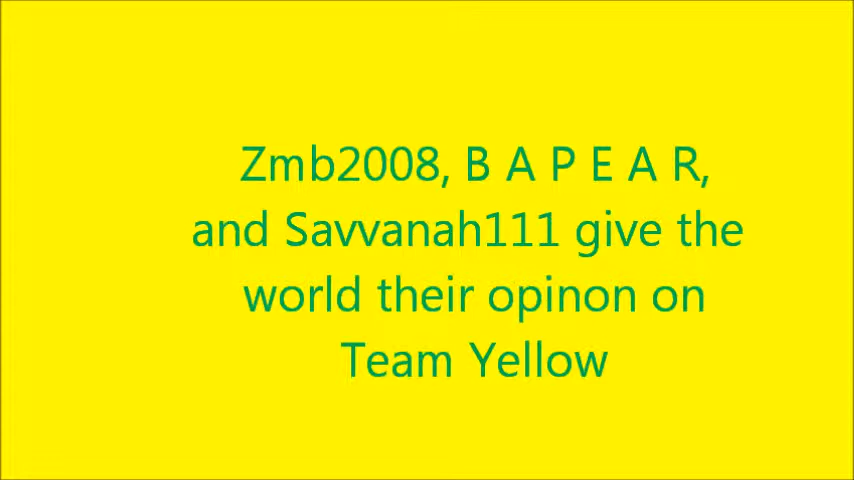 Zmb2008, B A P E A R,
and Savvanah111 give the
world their opinon on
Team Yellow